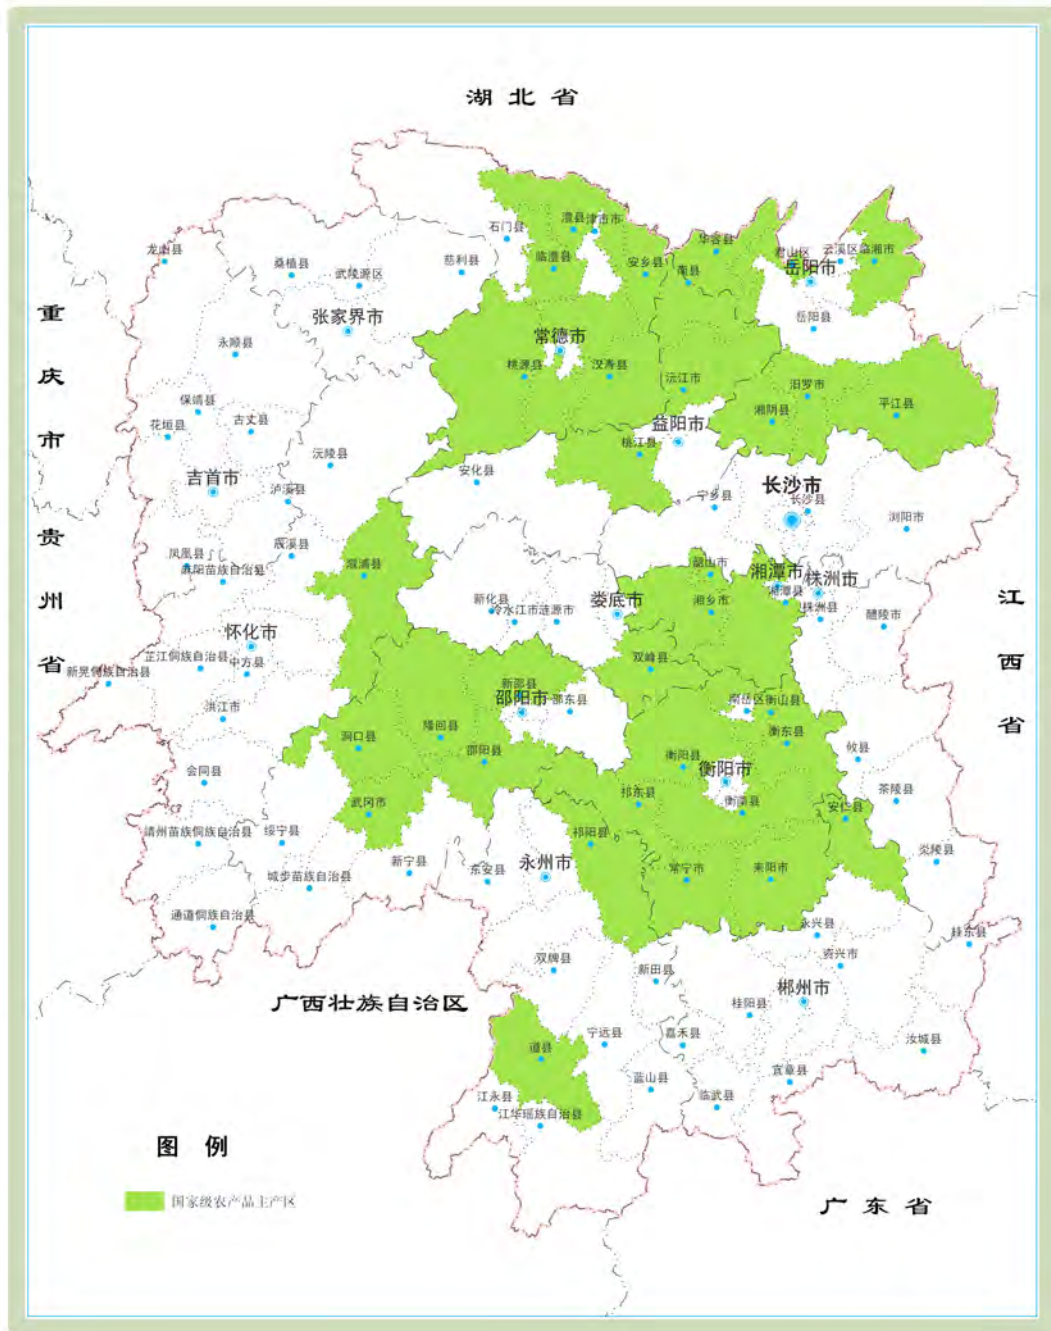 湖北省
石门县
澧县
津市市
华容县
君山区
云溪区
临湘市
龙山县
桑植县
武陵源区
慈利县
临澧县
安乡县
南县
岳阳市
张家界市
岳阳县
重庆市
永顺县
常德市
桃源县
汉寿县
沅江市
汨罗市
湘阴县
平江县
保靖县
花垣县
古丈县
益阳市
桃江县
沅陵县
安化县
吉首市
泸溪县
宁乡县
长沙市
长沙县
浏阳市
贵州省
凤凰县
辰溪县
麻阳苗族自治县
溆浦县
韶山市
湘潭市
株洲市
湘潭县
株洲县
醴陵市
江西省
新化县
冷水江市
涟源市
娄底市
湘乡市
怀化市
芷江侗族自治县
中方县
新晃侗族自治县
双峰县
洪江市
新邵县
邵阳市
邵东县
南岳区
衡山县
衡东县
洞口县
隆回县
邵阳县
衡阳县
衡阳市
攸县
会同县
武冈市
祁东县
衡南县
安仁县
茶陵县
靖州苗族侗族自治县
绥宁县
祁阳县
城步苗族自治县
新宁县
东安县
永州市
常宁市
耒阳市
炎陵县
通道侗族自治县
永兴县
桂东县
资兴市
双牌县
新田县
郴州市
广西壮族自治区
桂阳县
道县
宁远县
嘉禾县
汝城县
宜章县
蓝山县
临武县
江永县
江华瑶族自治县
图例
国家级农产品主产区
广东省